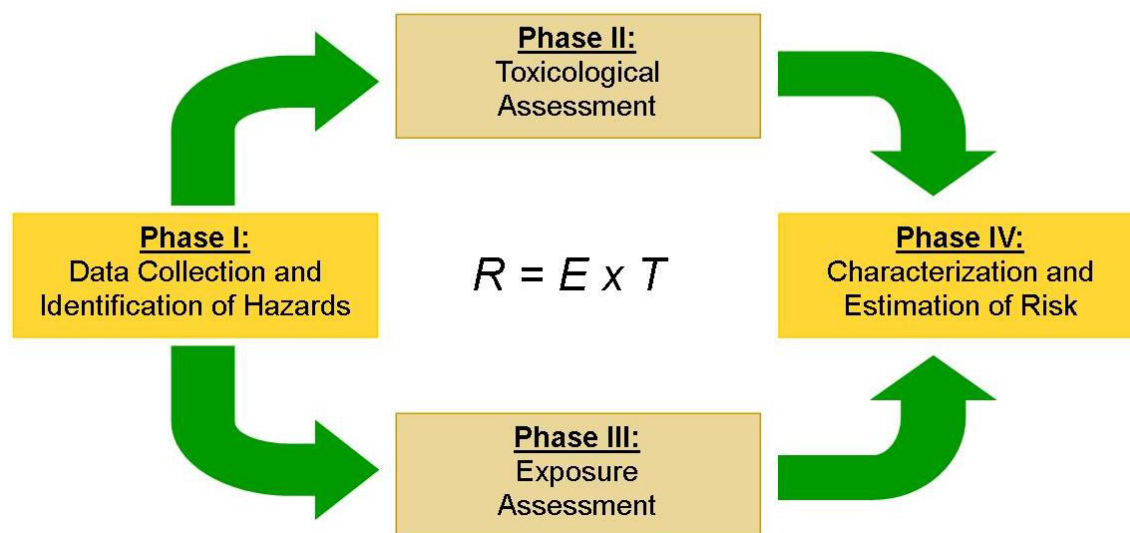 Phase II:
Toxicological
Assessment
Phase I:
Data Collection and
Identification of Hazards
R = E x T
Phase IV:
Characterization and
Estimation of Risk
Phase III:
Exposure
Assessment